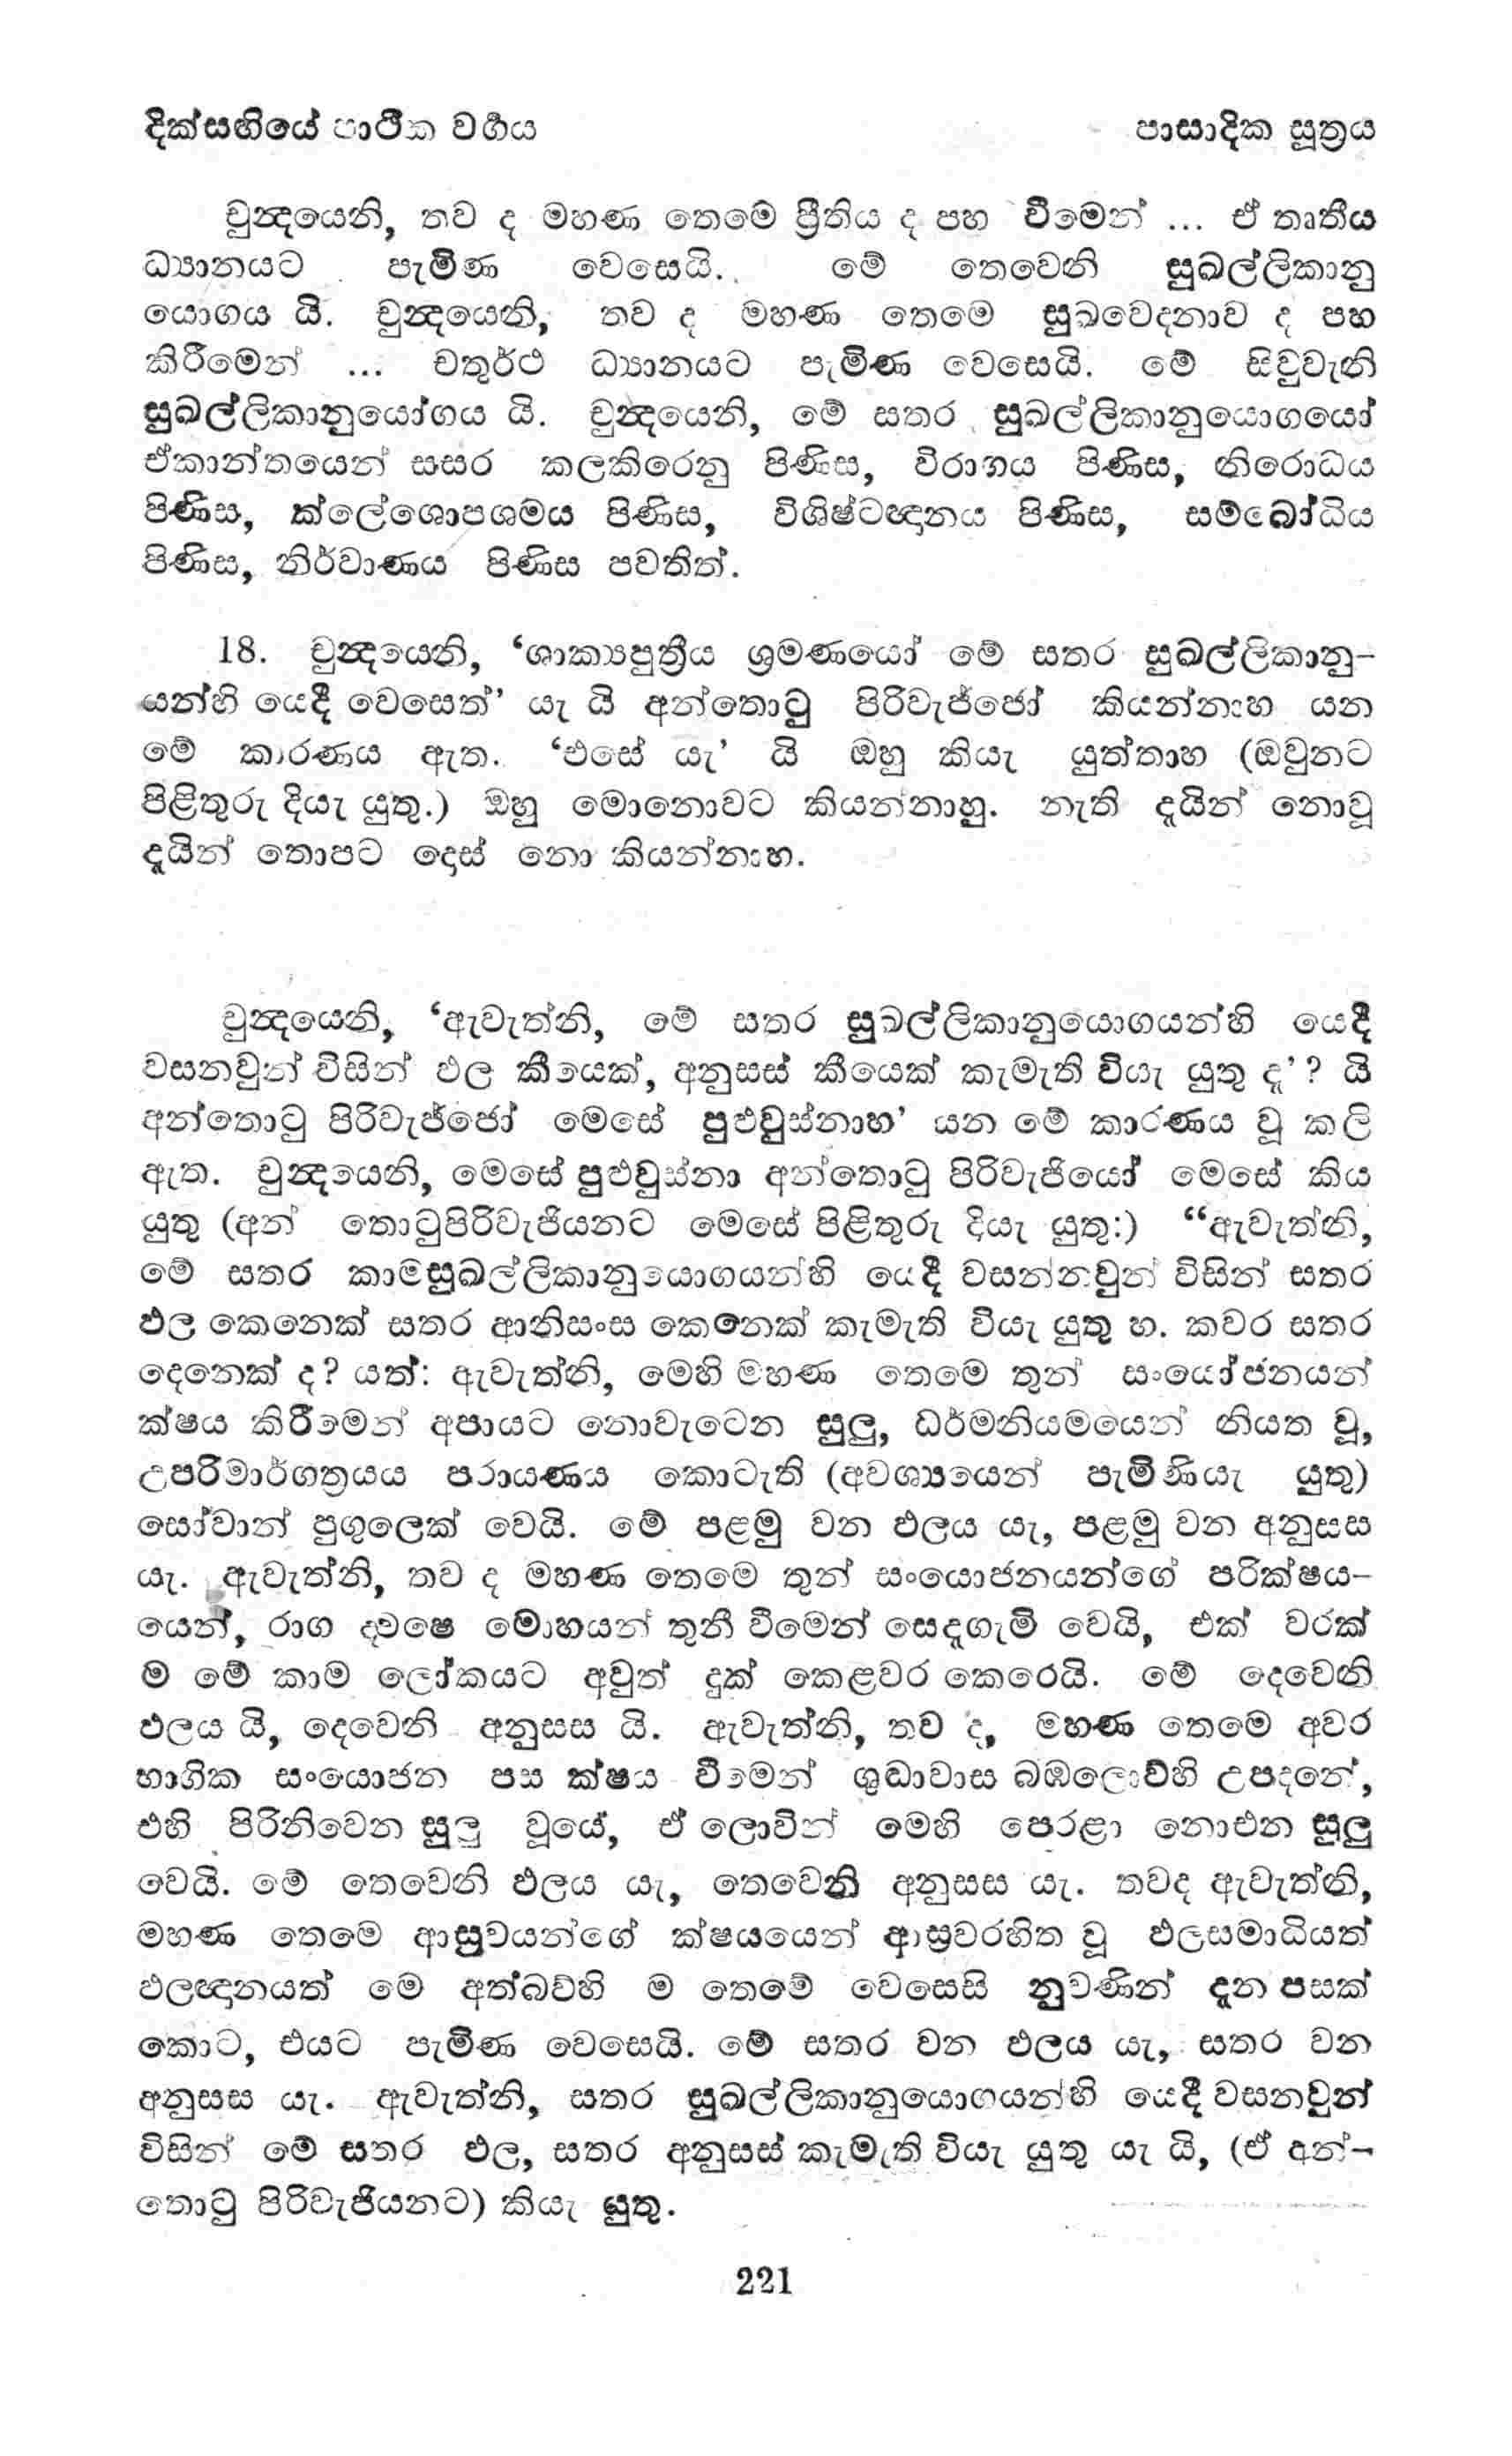 දික්සඟියේ පාථික වර්‍ගය
පාසාදික සූත්‍රය
චුන්‍දයෙනි, තව ද මහණ තෙමේ ප්‍රීතිය ද පහ වීමෙන් ... ඒ තෘතීය
ධ්‍යානයට පැමිණ වෙසෙයි. මේ තෙවෙනි සුඛල්ලිකානු
යොගය යි. චුන්‍දයෙනි, තව ද මහණ තෙමෙ සුඛවෙදනාව ද පහ
කිරීමෙන් ... චතුර්ථ ධ්‍යානයට පැමිණ වෙසෙයි. මේ සිවුවැනි
සුඛල්ලිකානුයෝගය යි. චුන්‍දයෙනි, මේ සතර සුඛල්ලිකානුයොගයෝ
ඒකාන්තයෙන් සසර කලකිරෙනු පිණිස, විරාගය පිණිස, නිරොධය
පිණිස, ක්ලේශොපශමය පිණිස, විශිෂ්ටඥානය පිණිස, සම්බෝධිය
පිණිස, නිර්වාණය පිණිස පවතිත්.
18. චුන්‍දයෙනි, ‘ශාක්‍යපුත්‍රීය ශ්‍රමණයෝ මේ සතර සුඛල්ලිකානු-
යන්හි යෙදී වෙසෙත්’ යැ යි අන්තොටු පිරිවැජ්ජෝ කියන්නාහ යන
මේ කාරණය ඇත. ‘එසේ යැ’ යි ඔහු කියැ යුත්තාහ (ඔවුනට
පිළිතුරු දියැ යුතු.) ඔහු මොනොවට කියන්නාහු. නැති දැයින් නොවූ
දැයින් තොපට දොස් නො කියන්නාහ.
චුන්‍දයෙනි, ‘ඇවැත්නි, මේ සතර සුඛල්ලිකානුයොගයන්හි යෙදී
වසනවුන් විසින් ඵල කීයෙක්, අනුසස් කීයෙක් කැමැති වියැ යුතු ද’? යි
අන්තොටු පිරිවැජ්ජෝ මෙසේ පුළුවුස්නාහ’ යන මේ කාරණය වූ කලි
ඇත. චුන්‍දයෙනි, මෙසේ පුළුවුස්නා අන්තොටු පිරිවැජියෝ මෙසේ කිය
යුතු (අන් තොටුපිරිවැජියනට මෙසේ පිළිතුරු දියැ යුතු:) “ඇවැත්නි,
මේ සතර කාමසුඛල්ලිකානුයොගයන්හි යෙදී වසන්නවුන් විසින් සතර
ඵල කෙනෙක් සතර ආනිසංස කෙනෙක් කැමැති වියැ යුතු හ. කවර සතර
දෙනෙක් ද? යත්: ඇවැත්නි, මෙහි මහණ තෙමෙ තුන් සංයෝජනයන්
ක්ෂය කිරීමෙන් අපායට නොවැටෙන සුලු, ධර්මනියමයෙන් නියත වූ,
උපරිමාර්ගත්‍රයය පරායණය කොටැති (අවශ්‍යයෙන් පැමිණියැ යුතු)
සෝවාන් පුගුලෙක් වෙයි. මේ පළමු වන ඵලය යැ, පළමු වන අනුසස
යැ. ඇවැත්නි, තව ද මහණ තෙමෙ තුන් සංයොජනයන්ගේ පරික්ෂය-
යෙන්, රාග ද්වෂෙ මොහයන් තුනී වීමෙන් සෙදැගැමි වෙයි, එක් වරක්
ම මේ කාම ලෝකයට අවුත් දුක් කෙළවර කෙරෙයි. මේ දෙවෙනි
ඵලය යි, දෙවෙනි අනුසස යි. ඇවැත්නි, තව ද, මහණ තෙමෙ අවර
භාගික සංයොජන පස ක්ෂය වීමෙන් ශුද්‍ධාවාස බඹලොව්හි උපදනේ,
එහි පිරිනිවෙන සුලු වූයේ, ඒ ලොවින් මෙහි පෙරළා නොඑන සුලු
වෙයි. මේ තෙවෙනි ඵලය යැ, තෙවෙනි අනුසස යැ. තවද ඇවැත්නි,
මහණ තෙමෙ ආස්‍රවයන්ගේ ක්ෂයයෙන් ආස්‍රවරහිත වූ ඵලසමාධියත්
ඵලඥානයත් මෙ අත්බව්හි ම තෙමේ වෙසෙසි නුවණින් දැන පසක්
කොට, එයට පැමිණ වෙසෙයි. මේ සතර වන ඵලය යැ, සතර වන
අනුසස යැ. ඇවැත්නි, සතර සුඛල්ලිකානුයොගයන්හි යෙදී වසනවුන්
විසින් මේ සතර ඵල, සතර අනුසස් කැමැති වියැ යුතු යැ යි, (ඒ අන්-
තොටු පිරිවැජියනට) කියැ යුතු.
221